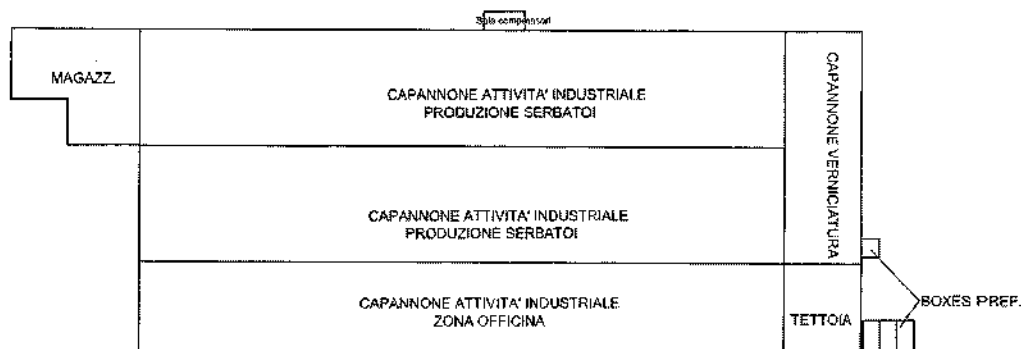 Sala compressori
MAGAZZ.
CAPANNONE ATTIVITA' INDUSTRIALE
PRODUZIONE SERBATOI
CAPANNONE VERNICIATURA
CAPANNONE ATTIVITA' INDUSTRIALE
PRODUZIONE SERBATOI
CAPANNONE ATTIVITA' INDUSTRIALE
ZONA OFFICINA
TETTOIA
BOXES PREF.